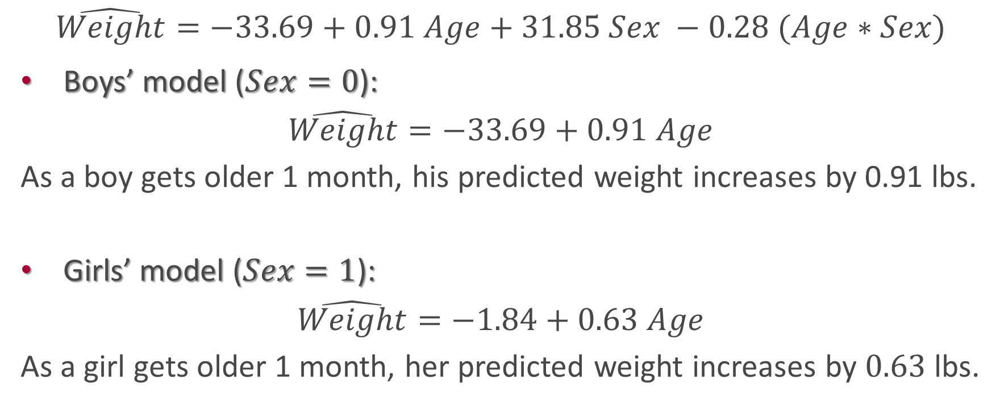 Weight^ = −33.69 + 0.91 Age + 31.85 Sex − 0.28 (Age ∗ Sex)
• Boys’ model (Sex = 0):
Weight^ = −33.69 + 0.91 Age
As a boy gets older 1 month, his predicted weight increases by 0.91 lbs.
• Girls’ model (Sex = 1):
Weight^ = −1.84 + 0.63 Age
As a girl gets older 1 month, her predicted weight increases by 0.63 lbs.